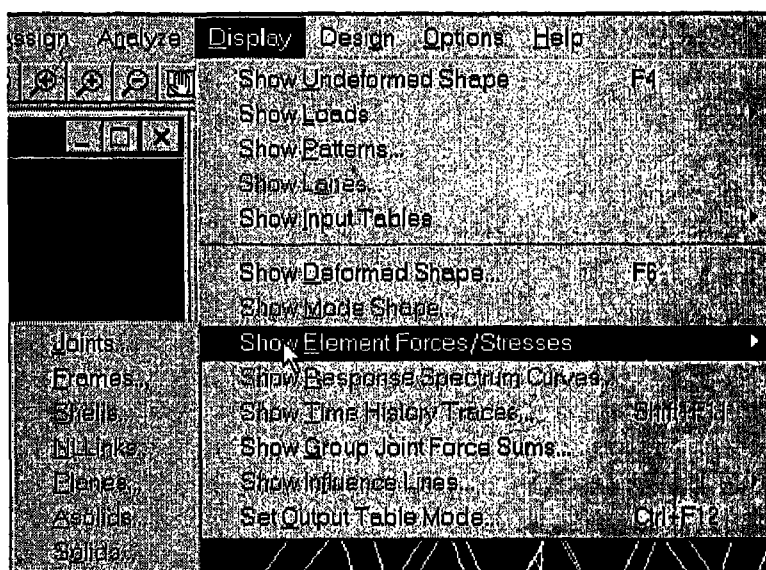 Assign Analyze Display Design Options Help
Show Undeformed Shape F4
Show Loads
Show Patterns...
Show Lanes...
Show Input Tables
Show Deformed Shape... F6
Show Mode Shape...
Show Element Forces/Stresses
Show Response Spectrum Curves...
Show Time History Traces...
Show Group Joint Force Sums...
Show Influence Lines...
Set Output Table Mode... Ctrl+F12
Joints...
Frames...
Shells...
NLLinks...
Planes...
Asolids...
Solids...